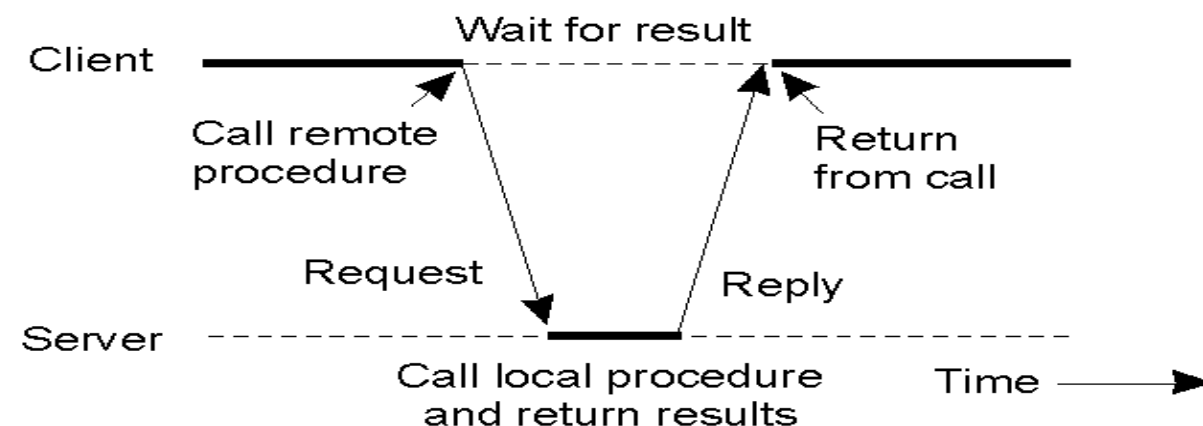 Wait for result
Client
Call remote
procedure
Return
from call
Request
Reply
Server
Call local procedure
and return results
Time